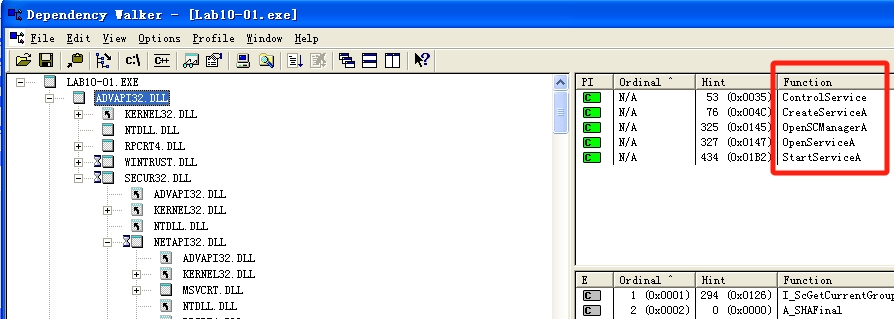 Dependency Walker - [Lab10-01.exe]
File Edit View Options Profile Window Help
C:\ C++
LAB10-01.EXE
ADVAPI32.DLL
KERNEL32.DLL
NTDLL.DLL
RPCRT4.DLL
WINTRUST.DLL
SECUR32.DLL
ADVAPI32.DLL
KERNEL32.DLL
NTDLL.DLL
NETAPI32.DLL
ADVAPI32.DLL
KERNEL32.DLL
MSVCRT.DLL
NTDLL.DLL
PI Ordinal ^ Hint Function
C N/A 53 (0x0035) ControlService
C N/A 76 (0x004C) CreateServiceA
C N/A 325 (0x0145) OpenSCManagerA
C N/A 327 (0x0147) OpenServiceA
C N/A 434 (0x01B2) StartServiceA
E Ordinal ^ Hint Function
C 1 (0x0001) 294 (0x0126) I_ScGetCurrentGroup
C 2 (0x0002) 0 (0x0000) A_SHAFinal